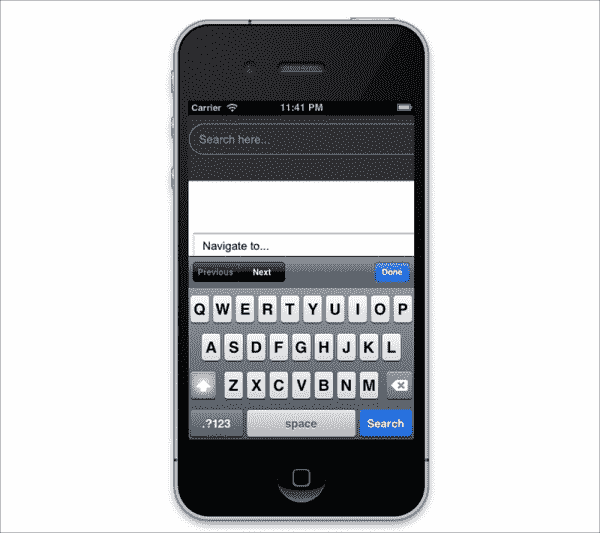 Carrier 11:41 PM
Search here...
Navigate to...
Previous Next Done
Q W E R T Y U I O P
A S D F G H J K L
Z X C V B N M
.?123 space Search